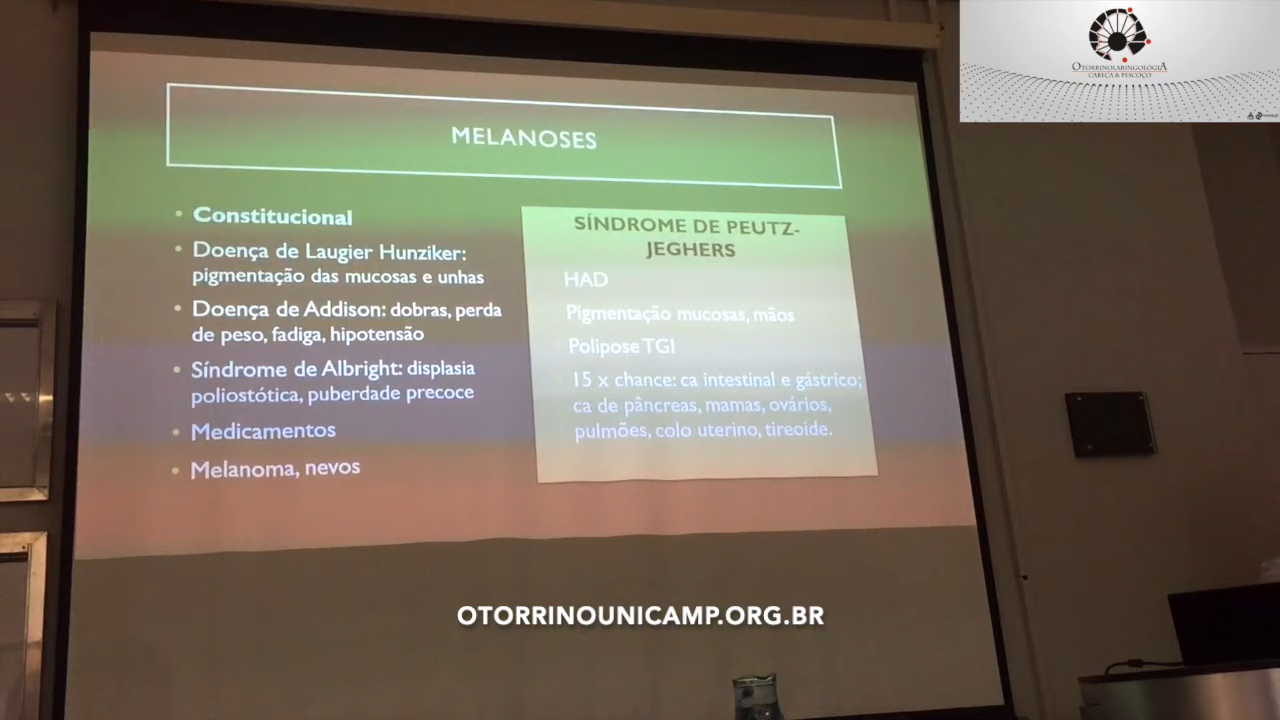 OTORRINOLARINGOLOGIA
CABEÇA & PESCOÇO
MELANOSES
• Constitucional
• Doença de Laugier Hunziker:
pigmentação das mucosas e unhas
• Doença de Addison: dobras, perda
de peso, fadiga, hipotensão
• Síndrome de Albright: displasia
poliostótica, puberdade precoce
• Medicamentos
• Melanoma, nevos
SÍNDROME DE PEUTZ-
JEGHERS
HAD
Pigmentação mucosas, mãos
Polipose TGI
15 x chance: ca intestinal e gástrico;
ca de pâncreas, mamas, ovários,
pulmões, colo uterino, tireoide.
OTORRINOUNICAMP.ORG.BR